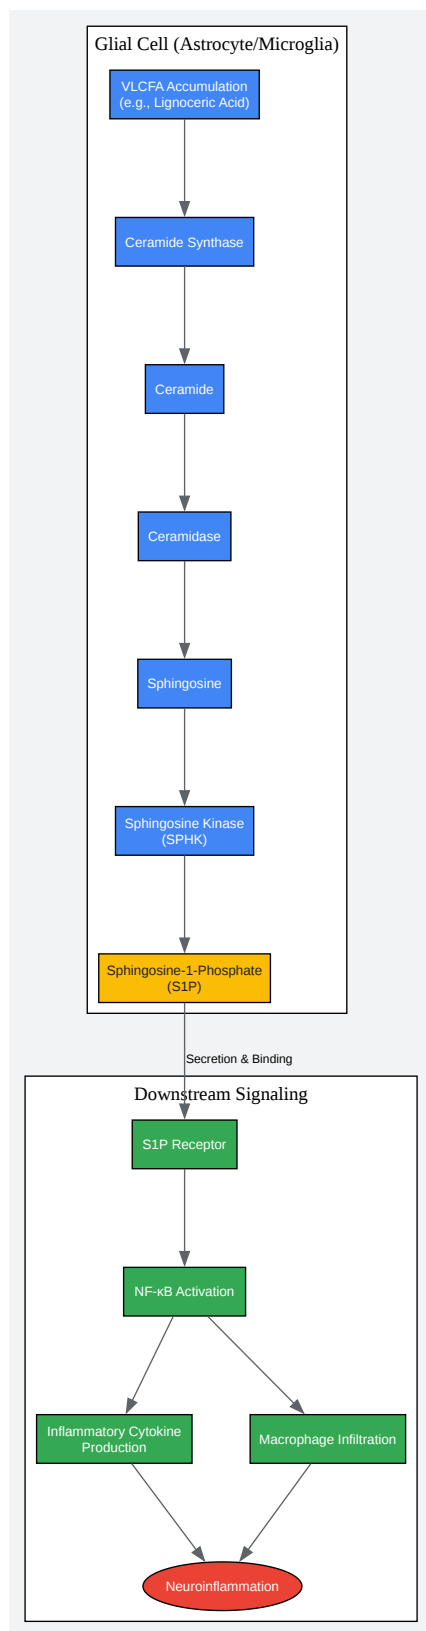 Glial Cell (Astrocyte/Microglia)
VLCFA Accumulation
(e.g., Lignoceric Acid)
Ceramide Synthase
Ceramide
Ceramidase
Sphingosine
Sphingosine Kinase
(SPHK)
Sphingosine-1-Phosphate
(S1P)
Secretion & Binding
Downstream Signaling
S1P Receptor
NF-κB Activation
Inflammatory Cytokine
Production
Macrophage Infiltration
Neuroinflammation